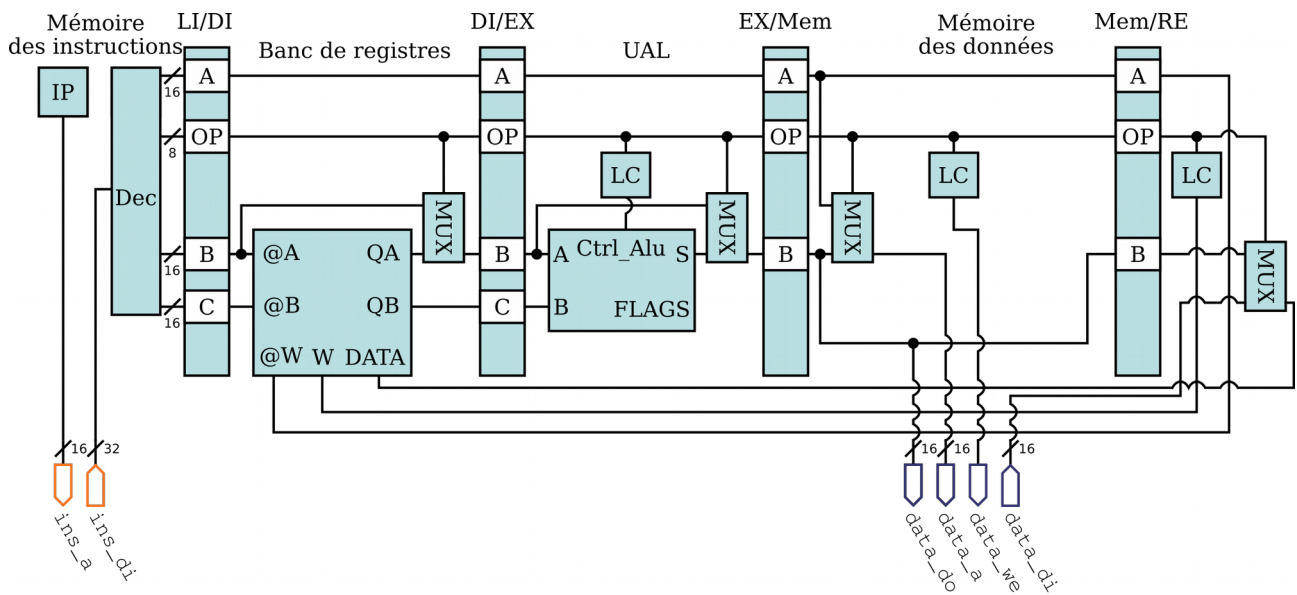 Mémoire
des instructions
LI/DI
Banc de registres
DI/EX
UAL
EX/Mem
Mémoire
des données
Mem/RE
IP
A
A
A
A
16
OP
OP
OP
OP
8
LC
LC
LC
Dec
MUX
MUX
MUX
MUX
B
@A
QA
B
A
Ctrl_Alu
S
B
B
16
C
@B
QB
C
B
FLAGS
16
@W
W
DATA
16
32
16
16
16
ins_a
ins_di
data_do
data_a
data_we
data_di